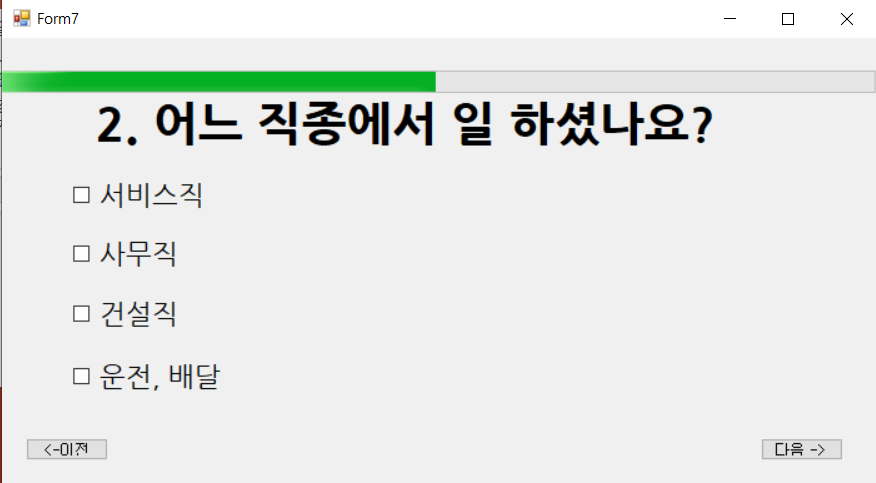 Form7
2. 어느 직종에서 일 하셨나요?
서비스직
사무직
건설직
운전, 배달
<-이전
다음 ->